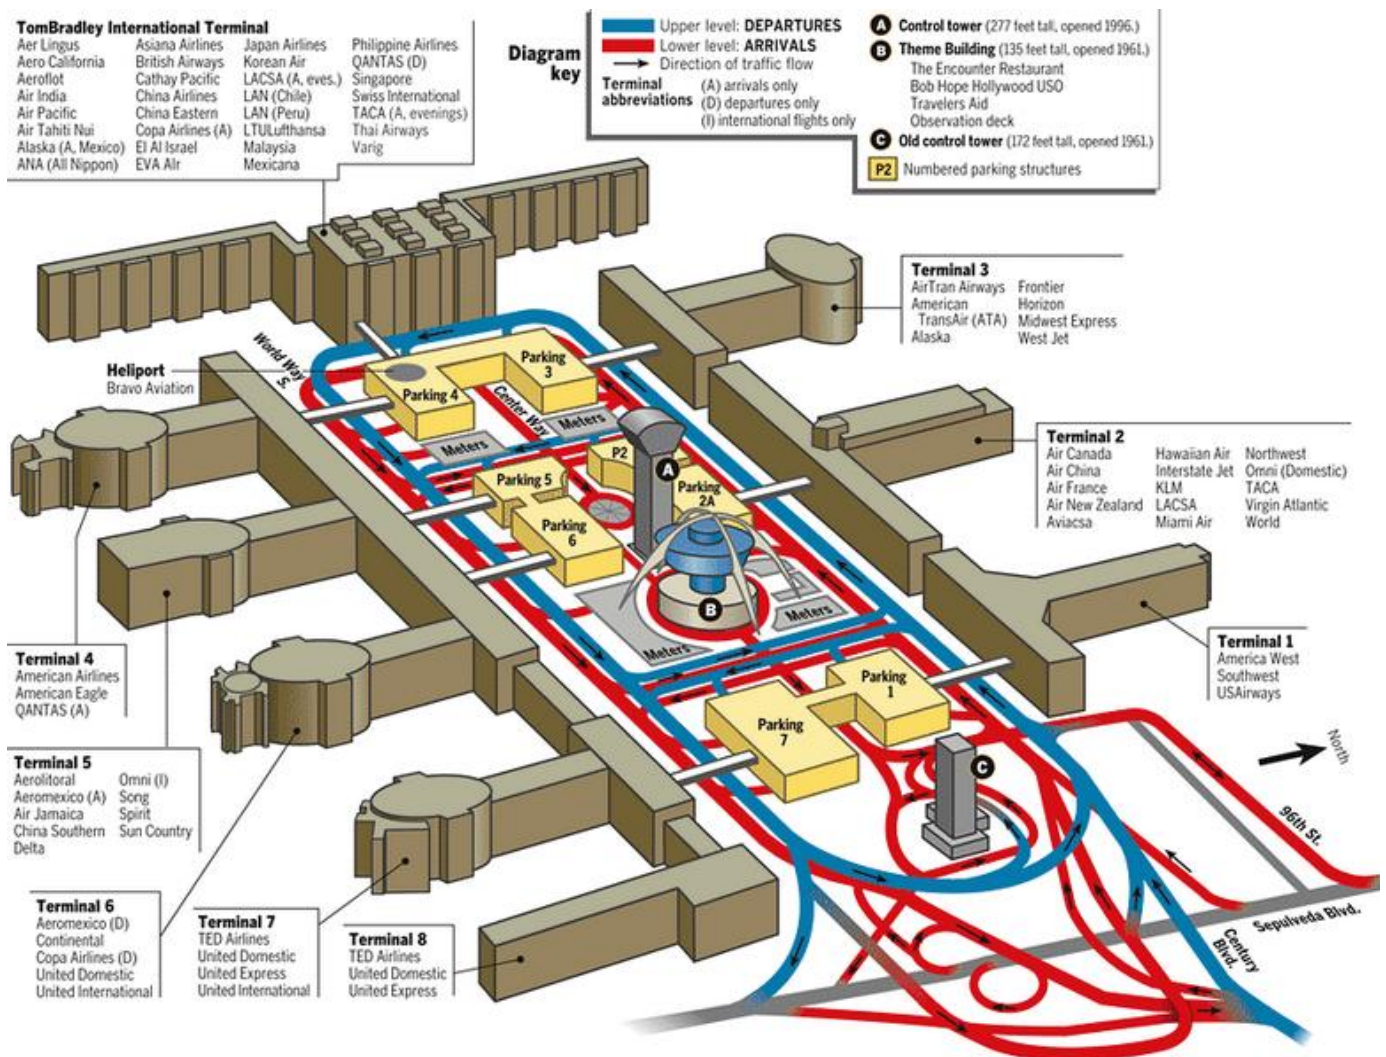 TomBradley International Terminal
Aer Lingus
Aero California
Aeroflot
Air India
Air Pacific
Air Tahiti Nui
Alaska (A, Mexico)
ANA (All Nippon)
Asiana Airlines
British Airways
Cathay Pacific
China Airlines
China Eastern
Copa Airlines (A)
El Al Israel
EVA AIr
Japan Airlines
Korean Air
LACSA (A, eves.)
LAN (Chile)
LAN (Peru)
LTULufthansa
Malaysia
Mexicana
Philippine Airlines
QANTAS (D)
Singapore
Swiss International
TACA (A, evenings)
Thai Airways
Varig
Diagram
key
Upper level: DEPARTURES
Lower level: ARRIVALS
Direction of traffic flow
Terminal
abbreviations
(A) arrivals only
(D) departures only
(I) international flights only
A Control tower (277 feet tall, opened 1996.)
B Theme Building (135 feet tall, opened 1961.)
The Encounter Restaurant
Bob Hope Hollywood USO
Travelers Aid
Observation deck
C Old control tower (172 feet tall, opened 1961.)
P2 Numbered parking structures
Terminal 3
AirTran Airways
American
TransAir (ATA)
Alaska
Frontier
Horizon
Midwest Express
West Jet
World Way
S.
Heliport
Bravo Aviation
Parking
3
Parking 4
Center Way
Meters
Meters
P2
A
Parking
2A
Parking 5
Parking
6
B
Meters
Meters
Terminal 2
Air Canada
Air China
Air France
Air New Zealand
Aviacsa
Hawaiian Air
Interstate Jet
KLM
LACSA
Miami Air
Northwest
Omni (Domestic)
TACA
Virgin Atlantic
World
Terminal 1
America West
Southwest
USAirways
Parking
1
Parking
7
C
North
96th St.
Sepulveda Blvd.
Century
Blvd.
Terminal 4
American Airlines
American Eagle
QANTAS (A)
Terminal 5
Aerolitoral
Aeromexico (A)
Air Jamaica
China Southern
Delta
Omni (I)
Song
Spirit
Sun Country
Terminal 6
Aeromexico (D)
Continental
Copa Airlines (D)
United Domestic
United International
Terminal 7
TED Airlines
United Domestic
United Express
United International
Terminal 8
TED Airlines
United Domestic
United Express